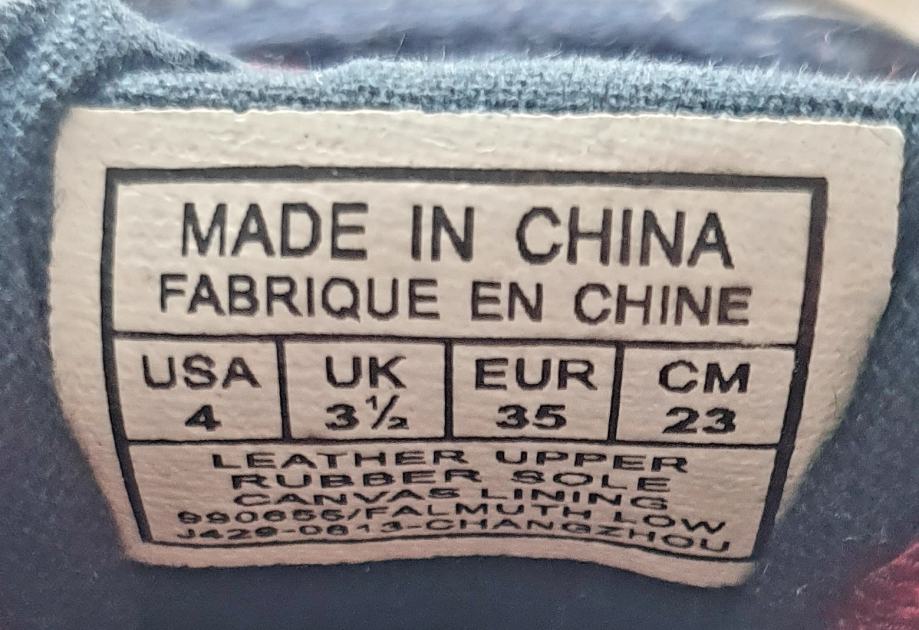 MADE IN CHINA
FABRIQUE EN CHINE
USA UK EUR CM
4 3½ 35 23
LEATHER UPPER
RUBBER SOLE
CANVAS LINING
990656/FALMUTH LOW
J429-0613-CHANGZHOU